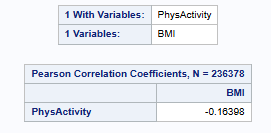 1 With Variables: PhysActivity
1 Variables: BMI
Pearson Correlation Coefficients, N = 236378
BMI
PhysActivity -0.16398